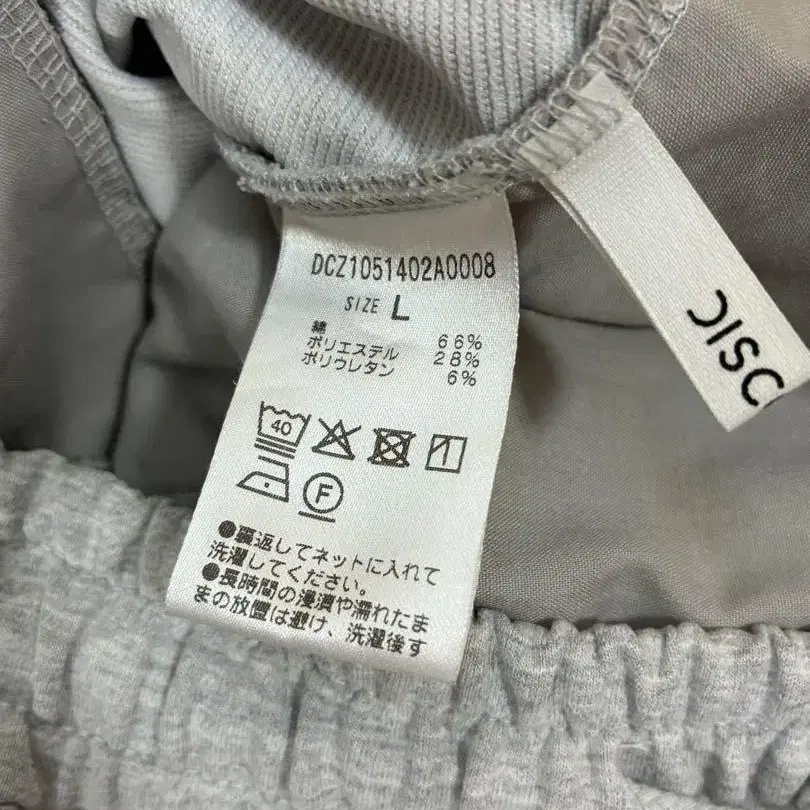 DCZ1051402A0008
SIZE L
綿 66%
ポリエステル 28%
ポリウレタン 6%
40
F
●裏返してネットに入れて
洗濯してください。
●長時間の浸漬や濡れたま
まの放置は避け、洗濯後す
DISC